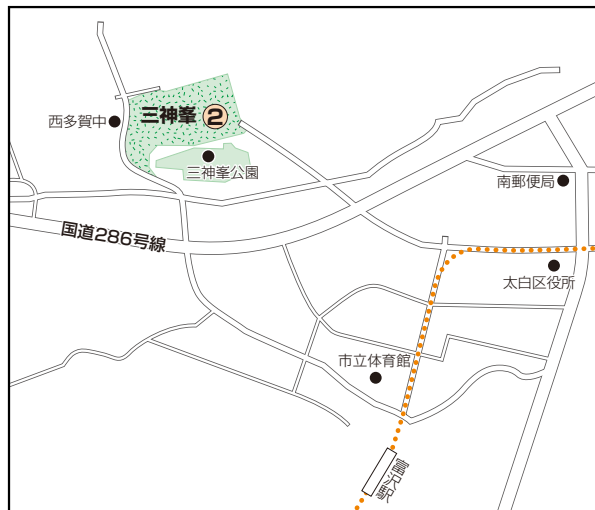 三神峯 2
西多賀中
三神峯公園
南郵便局
国道286号線
太白区役所
市立体育館
富沢駅